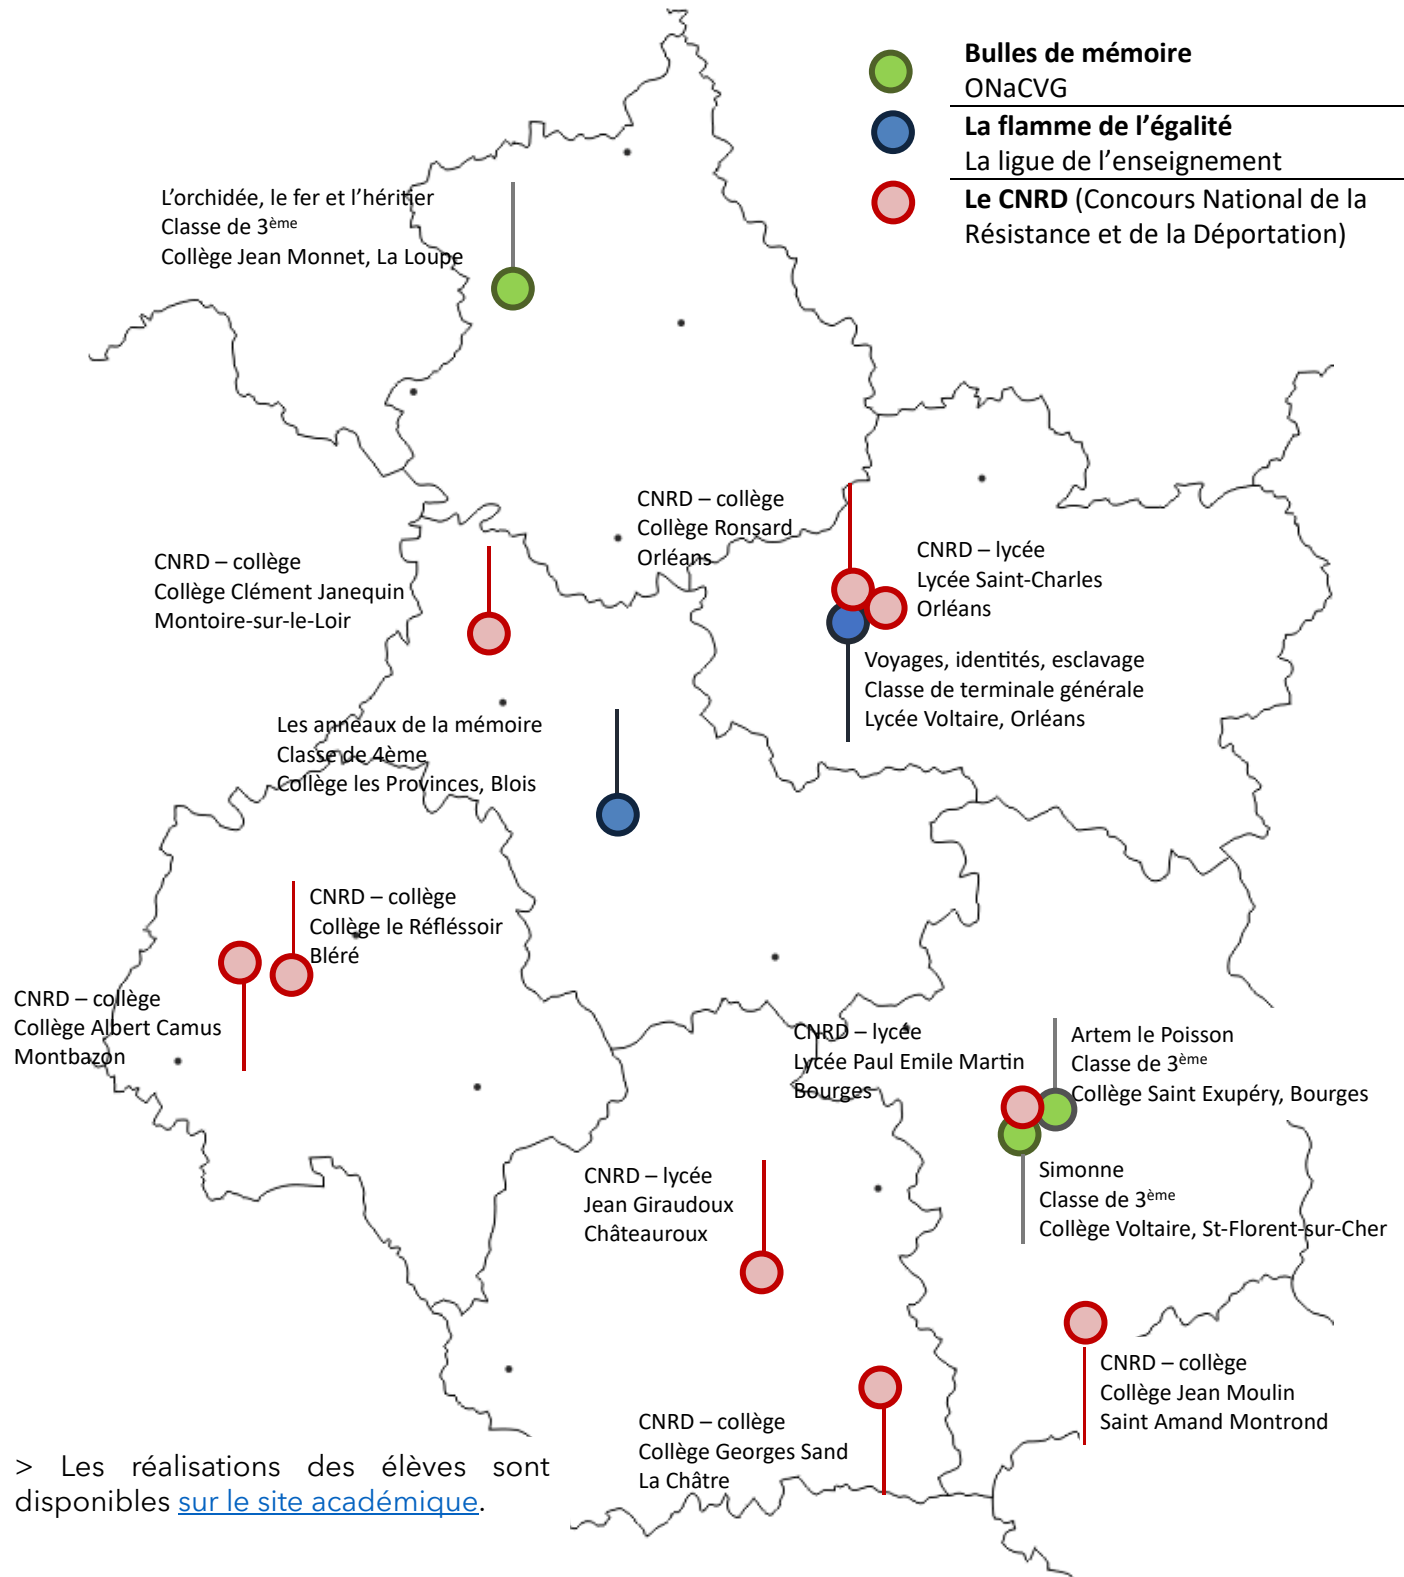 Bulles de mémoire
ONaCVG
La flamme de l’égalité
La ligue de l’enseignement
Le CNRD (Concours National de la
Résistance et de la Déportation)
L’orchidée, le fer et l’héritier
Classe de 3ème
Collège Jean Monnet, La Loupe
CNRD – collège
Collège Ronsard
Orléans
CNRD – lycée
Lycée Saint-Charles
Orléans
CNRD – collège
Collège Clément Janequin
Montoire-sur-le-Loir
Voyages, identités, esclavage
Classe de terminale générale
Lycée Voltaire, Orléans
Les anneaux de la mémoire
Classe de 4ème
Collège les Provinces, Blois
CNRD – collège
Collège le Réfléssoir
Bléré
CNRD – collège
Collège Albert Camus
Montbazon
CNRD – lycée
Lycée Paul Emile Martin
Bourges
Artem le Poisson
Classe de 3ème
Collège Saint Exupéry, Bourges
Simonne
Classe de 3ème
Collège Voltaire, St-Florent-sur-Cher
CNRD – lycée
Jean Giraudoux
Châteauroux
CNRD – collège
Collège Jean Moulin
Saint Amand Montrond
CNRD – collège
Collège Georges Sand
La Châtre
> Les réalisations des élèves sont
disponibles sur le site académique.